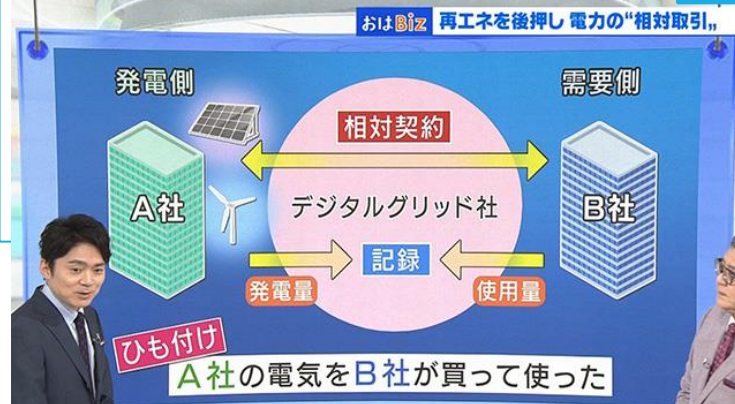 おはBiz 再エネを後押し 電力の“相対取引„
発電側
需要側
相対契約
A社
デジタルグリッド社
B社
記録
発電量
使用量
ひも付け
A社の電気をB社が買って使った